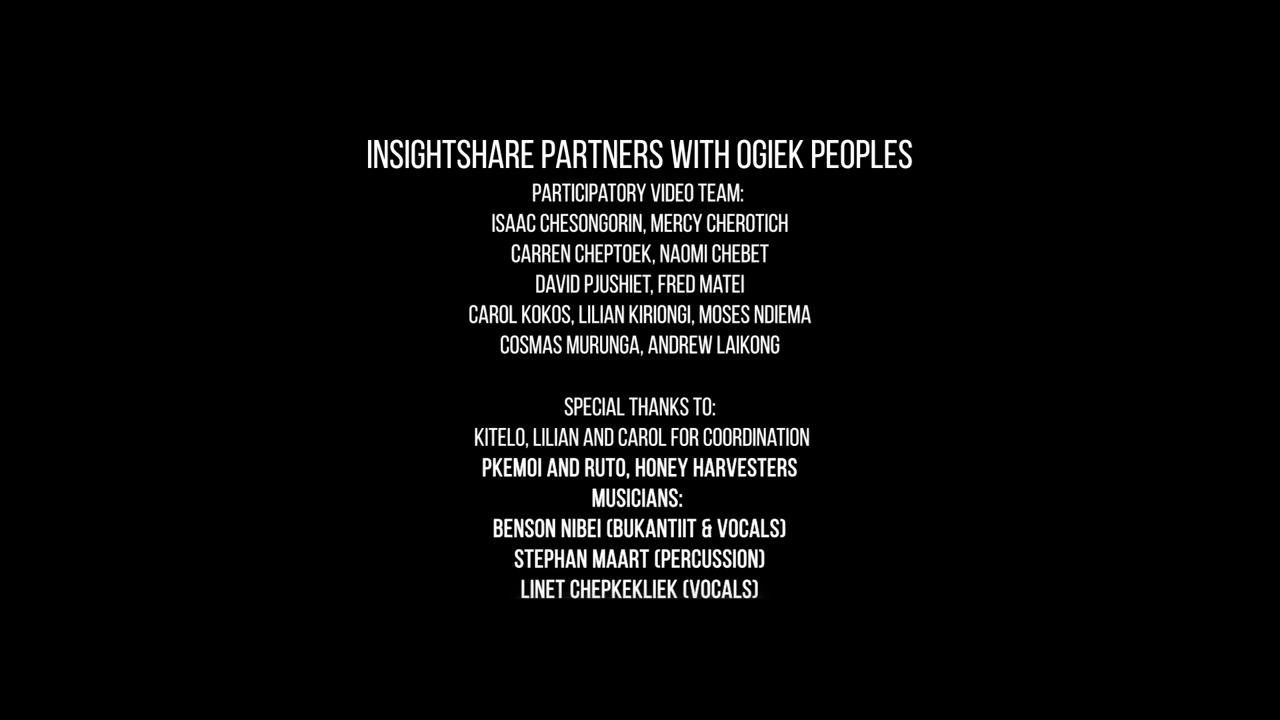 INSIGHTSHARE PARTNERS WITH OGIEK PEOPLES
PARTICIPATORY VIDEO TEAM:
ISAAC CHESONGORIN, MERCY CHEROTICH
CARREN CHEPTOEK, NAOMI CHEBET
DAVID PJUSHIET, FRED MATEI
CAROL KOKOS, LILIAN KIRIONGI, MOSES NDIEMA
COSMAS MURUNGA, ANDREW LAIKONG
SPECIAL THANKS TO:
KITELO, LILIAN AND CAROL FOR COORDINATION
PKEMOI AND RUTO, HONEY HARVESTERS
MUSICIANS:
BENSON NIBEI (BUKANTIIT & VOCALS)
STEPHAN MAART (PERCUSSION)
LINET CHEPKEKLIEK (VOCALS)